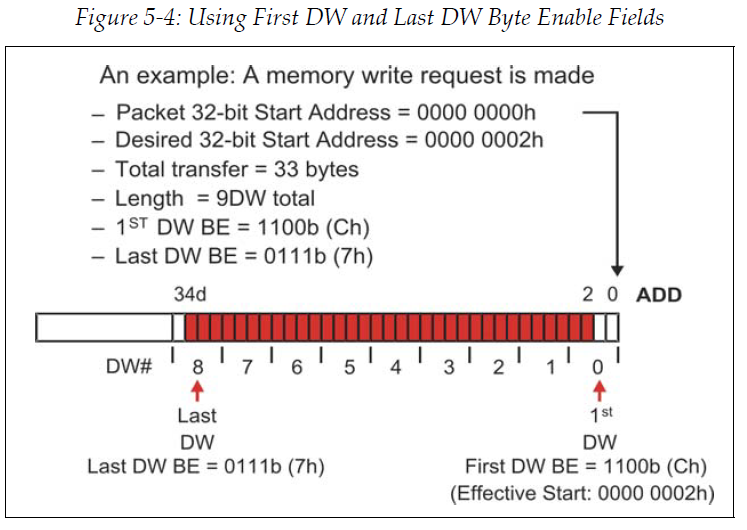 Figure 5-4: Using First DW and Last DW Byte Enable Fields
An example: A memory write request is made
– Packet 32-bit Start Address = 0000 0000h
– Desired 32-bit Start Address = 0000 0002h
– Total transfer = 33 bytes
– Length = 9DW total
– 1ST DW BE = 1100b (Ch)
– Last DW BE = 0111b (7h)
34d 2 0 ADD
DW# 8 7 6 5 4 3 2 1 0
Last 1st
DW DW
Last DW BE = 0111b (7h) First DW BE = 1100b (Ch)
(Effective Start: 0000 0002h)